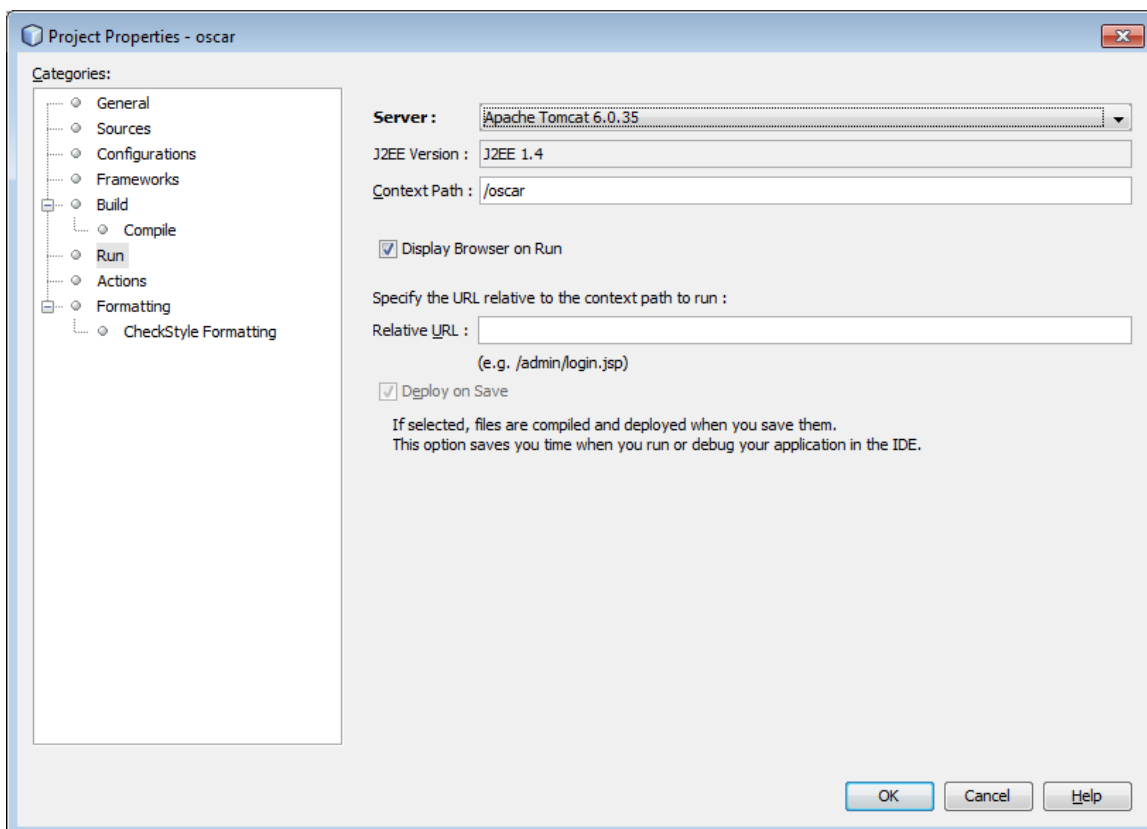 Project Properties - oscar
Categories:
General
Sources
Configurations
Frameworks
Build
Compile
Run
Actions
Formatting
CheckStyle Formatting
Server : Apache Tomcat 6.0.35
J2EE Version : J2EE 1.4
Context Path : /oscar
Display Browser on Run
Specify the URL relative to the context path to run :
Relative URL :
(e.g. /admin/login.jsp)
Deploy on Save
If selected, files are compiled and deployed when you save them.
This option saves you time when you run or debug your application in the IDE.
OK Cancel Help